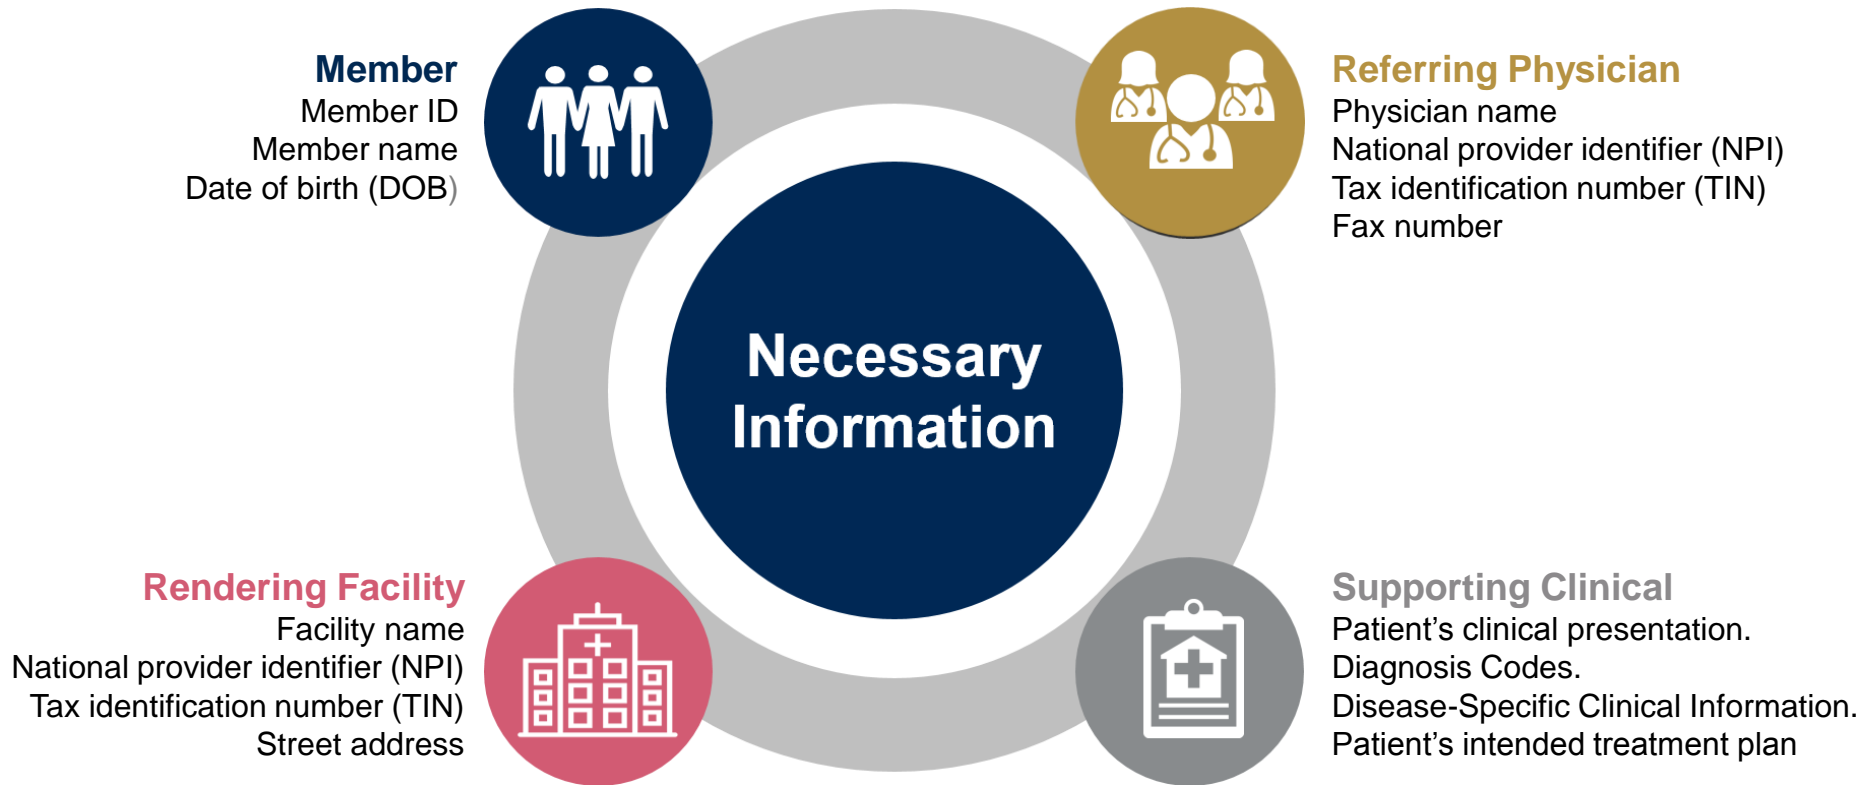 Member
Member ID
Member name
Date of birth (DOB)
Referring Physician
Physician name
National provider identifier (NPI)
Tax identification number (TIN)
Fax number
Necessary
Information
Rendering Facility
Facility name
National provider identifier (NPI)
Tax identification number (TIN)
Street address
Supporting Clinical
Patient’s clinical presentation.
Diagnosis Codes.
Disease-Specific Clinical Information.
Patient’s intended treatment plan